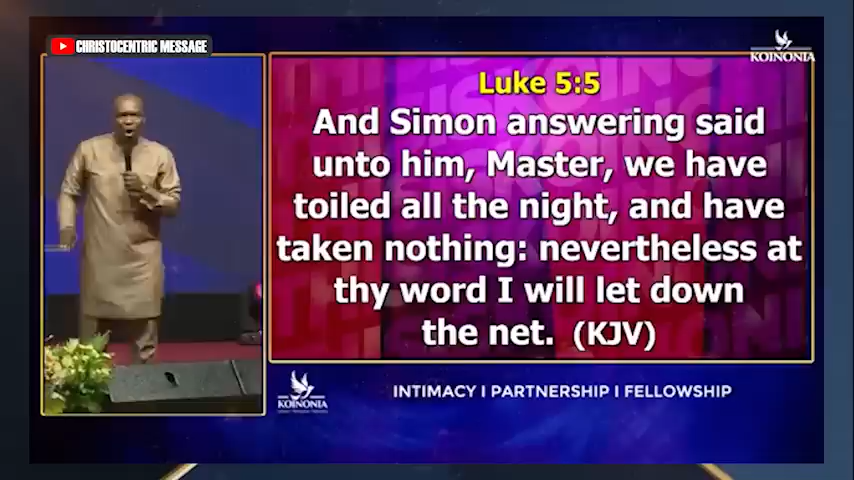 CHRISTOCENTRIC MESSAGE
KOINONIA
Luke 5:5
And Simon answering said
unto him, Master, we have
toiled all the night, and have
taken nothing: nevertheless at
thy word I will let down
the net. (KJV)
KOINONIA
INTIMACY I PARTNERSHIP I FELLOWSHIP